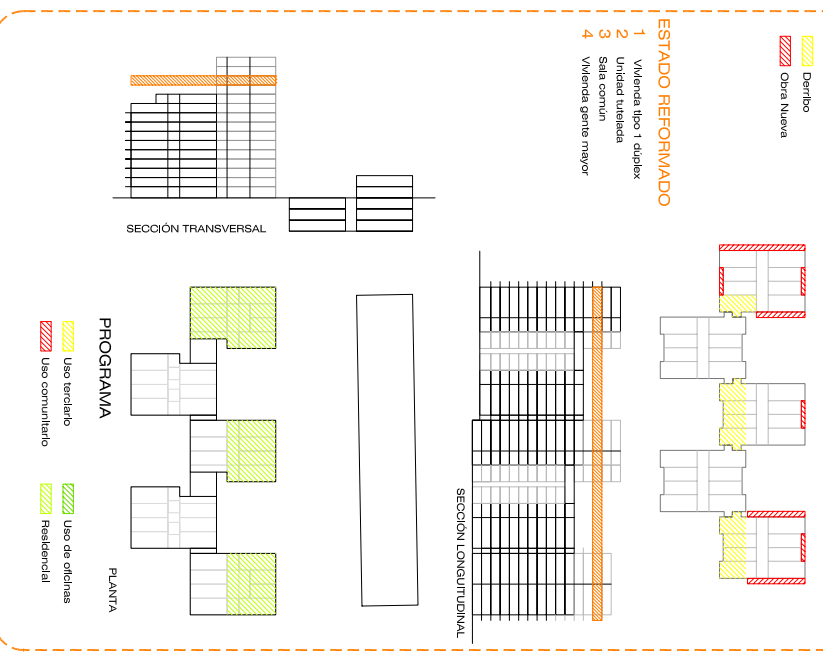 Derribo
Obra Nueva
ESTADO REFORMADO
1 Vivienda tipo 1 dúplex
2 Unidad tutelada
3 Sala común
4 Vivienda gente mayor
SECCIÓN TRANSVERSAL
SECCIÓN LONGUITUDINAL
PROGRAMA
Uso terciario
Uso comunitario
Uso de oficinas
Residencial
PLANTA